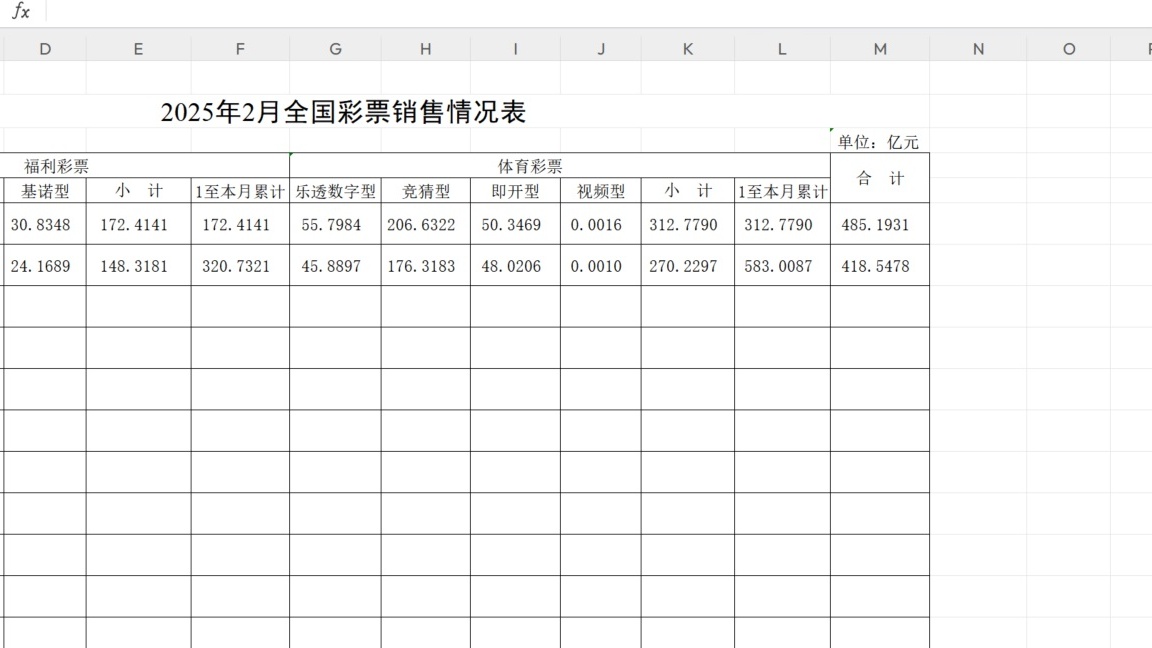 fx
D E F G H I J K L M N O
2025年2月全国彩票销售情况表
单位：亿元
福利彩票 体育彩票 合 计
基诺型 小 计 1至本月累计 乐透数字型 竞猜型 即开型 视频型 小 计 1至本月累计
30.8348 172.4141 172.4141 55.7984 206.6322 50.3469 0.0016 312.7790 312.7790 485.1931
24.1689 148.3181 320.7321 45.8897 176.3183 48.0206 0.0010 270.2297 583.0087 418.5478